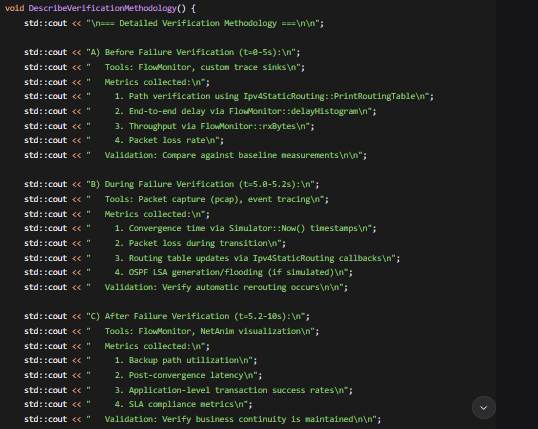 void DescribeVerificationMethodology() {
std::cout << "\n=== Detailed Verification Methodology ===\n\n";
std::cout << "A) Before Failure Verification (t=0-5s):\n";
std::cout << "   Tools: FlowMonitor, custom trace sinks\n";
std::cout << "   Metrics collected:\n";
std::cout << "     1. Path verification using Ipv4StaticRouting::PrintRoutingTable\n";
std::cout << "     2. End-to-end delay via FlowMonitor::delayHistogram\n";
std::cout << "     3. Throughput via FlowMonitor::rxBytes\n";
std::cout << "     4. Packet loss rate\n";
std::cout << "   Validation: Compare against baseline measurements\n\n";
std::cout << "B) During Failure Verification (t=5.0-5.2s):\n";
std::cout << "   Tools: Packet capture (pcap), event tracing\n";
std::cout << "   Metrics collected:\n";
std::cout << "     1. Convergence time via Simulator::Now() timestamps\n";
std::cout << "     2. Packet loss during transition\n";
std::cout << "     3. Routing table updates via Ipv4StaticRouting callbacks\n";
std::cout << "     4. OSPF LSA generation/flooding (if simulated)\n";
std::cout << "   Validation: Verify automatic rerouting occurs\n\n";
std::cout << "C) After Failure Verification (t=5.2-10s):\n";
std::cout << "   Tools: FlowMonitor, NetAnim visualization\n";
std::cout << "   Metrics collected:\n";
std::cout << "     1. Backup path utilization\n";
std::cout << "     2. Post-convergence latency\n";
std::cout << "     3. Application-level transaction success rates\n";
std::cout << "     4. SLA compliance metrics\n";
std::cout << "   Validation: Verify business continuity is maintained\n\n";